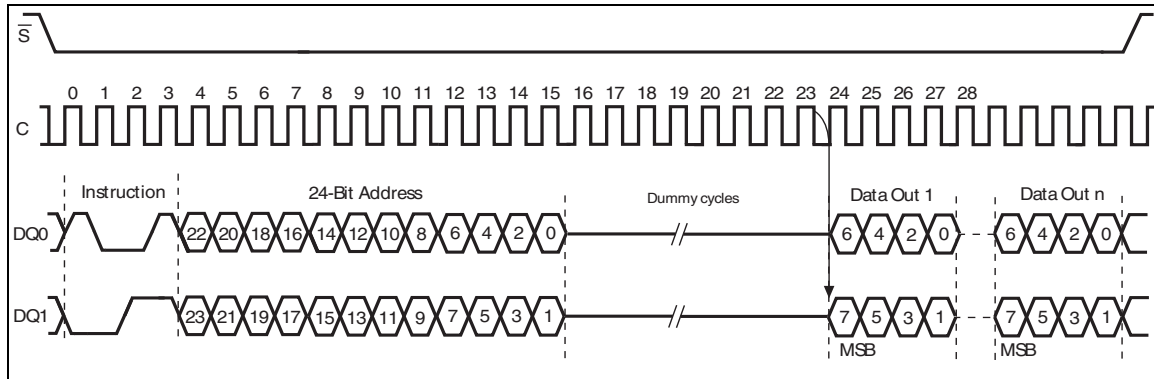 S
0 1 2 3 4 5 6 7 8 9 10 11 12 13 14 15 16 17 18 19 20 21 22 23 24 25 26 27 28
C
Instruction 24-Bit Address Dummy cycles Data Out 1 Data Out n
DQ0 22 20 18 16 14 12 10 8 6 4 2 0 6 4 2 0 6 4 2 0
DQ1 23 21 19 17 15 13 11 9 7 5 3 1 7 5 3 1 7 5 3 1
MSB MSB